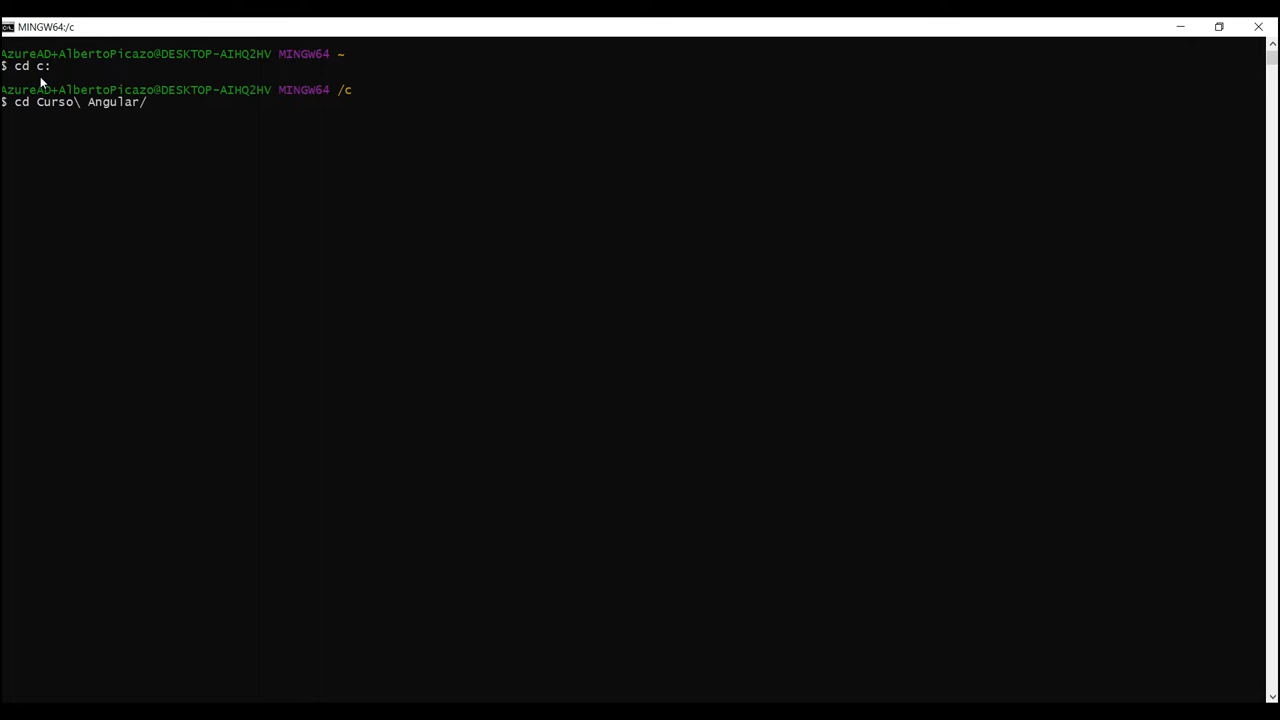 MINGW64:/c
AzureAD+AlbertoPicazo@DESKTOP-AIHQ2HV MINGW64 ~
$ cd c:
AzureAD+AlbertoPicazo@DESKTOP-AIHQ2HV MINGW64 /c
$ cd Curso\ Angular/